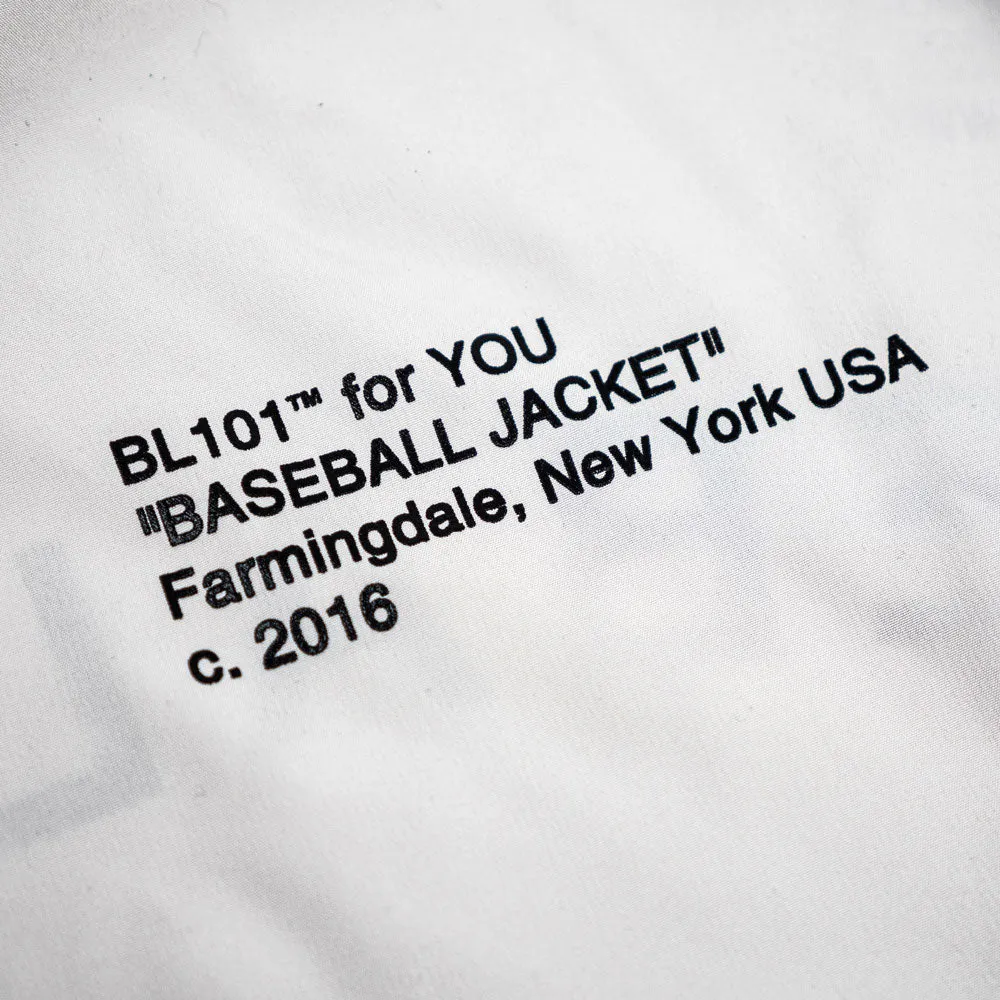 BL101™ for YOU
"BASEBALL JACKET"
Farmingdale, New York USA
c. 2016